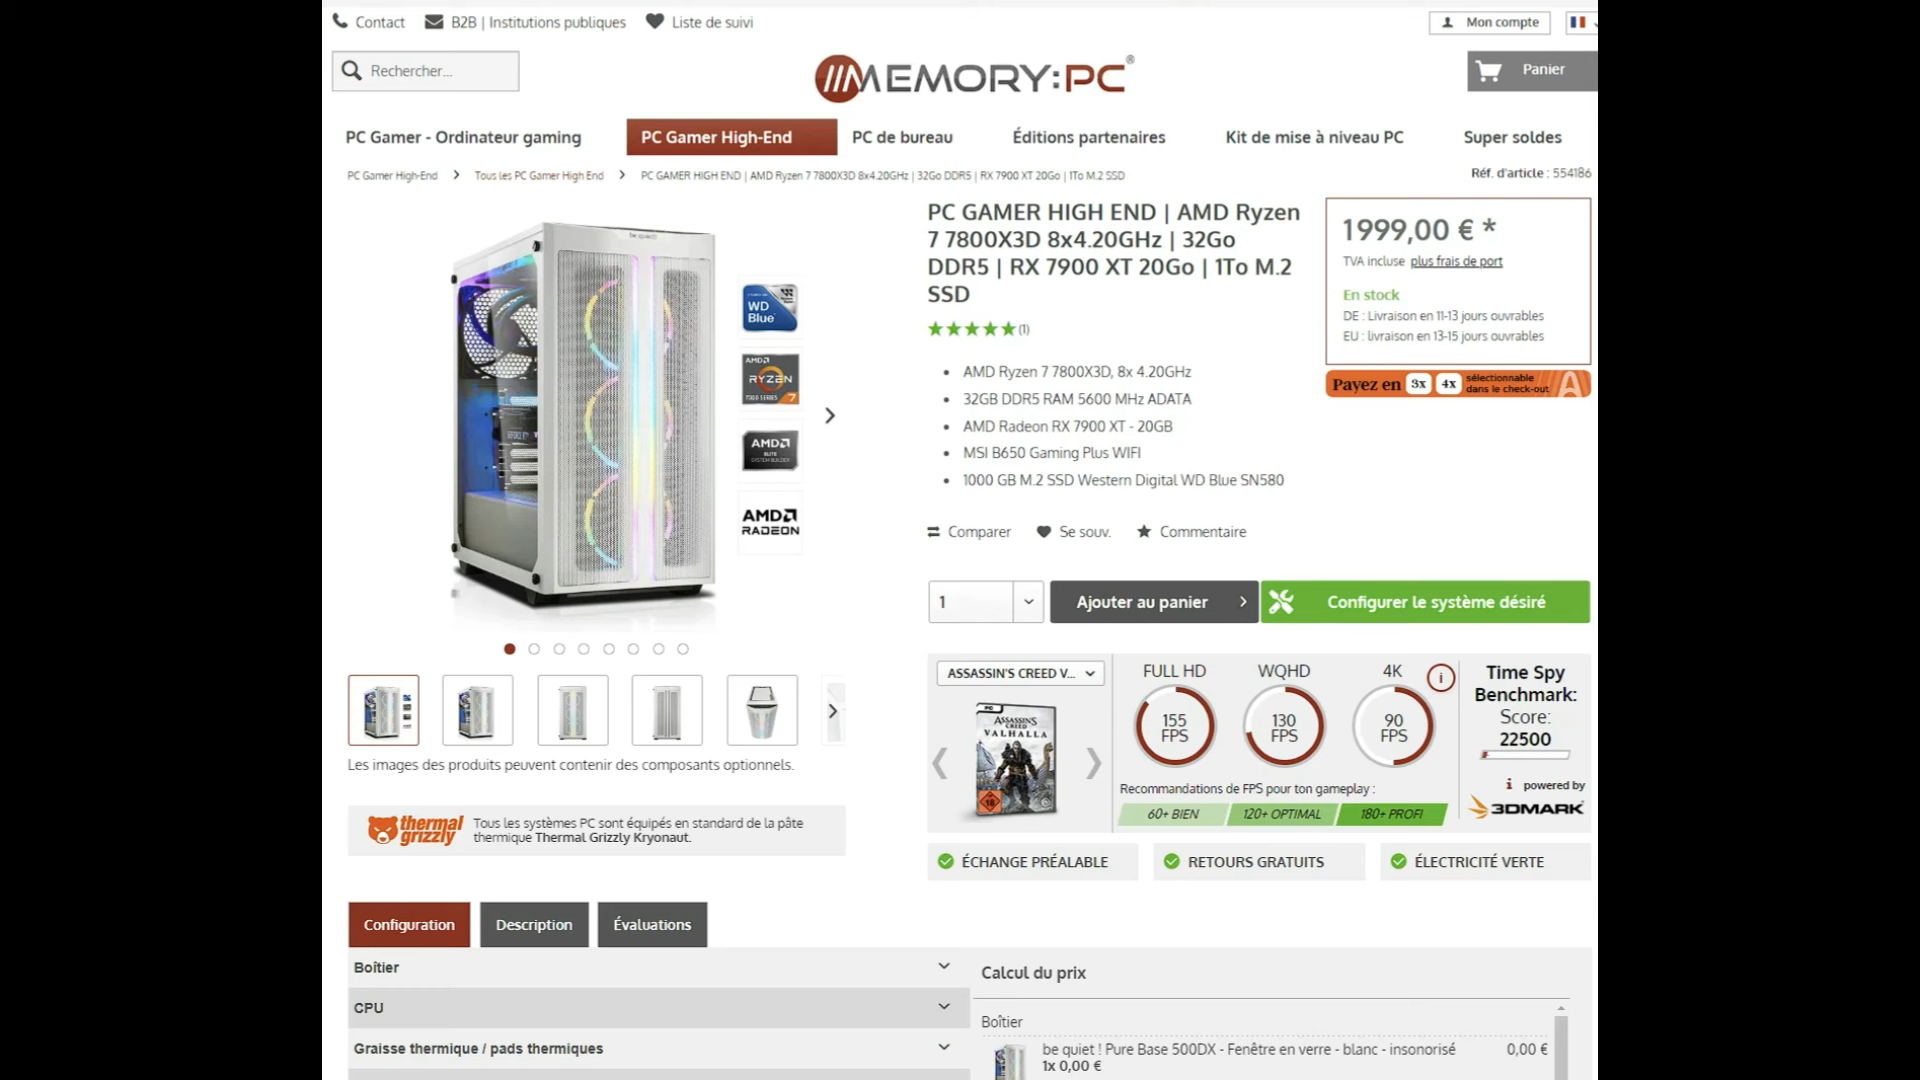 Contact
B2B | Institutions publiques
Liste de suivi
Mon compte
Rechercher...
MEMORY:PC®
Panier
PC Gamer - Ordinateur gaming
PC Gamer High-End
PC de bureau
Éditions partenaires
Kit de mise à niveau PC
Super soldes
PC Gamer High-End
Tous les PC Gamer High End
PC GAMER HIGH END | AMD Ryzen 7 7800X3D 8x4.20GHz | 32Go DDR5 | RX 7900 XT 20Go | 1To M.2 SSD
Réf. d'article : 554186
be quiet!
WD
Blue
AMD
RYZEN
7000 SERIES 7
AMD
ELITE
SYSTEM BUILDER
AMD
RADEON
PC GAMER HIGH END | AMD Ryzen
7 7800X3D 8x4.20GHz | 32Go
DDR5 | RX 7900 XT 20Go | 1To M.2
SSD
(1)
AMD Ryzen 7 7800X3D, 8x 4.20GHz
32GB DDR5 RAM 5600 MHz ADATA
AMD Radeon RX 7900 XT - 20GB
MSI B650 Gaming Plus WIFI
1000 GB M.2 SSD Western Digital WD Blue SN580
1999,00 € *
TVA incluse plus frais de port
En stock
DE : Livraison en 11-13 jours ouvrables
EU : livraison en 13-15 jours ouvrables
Payez en 3x 4x sélectionnable
dans le check-out
Comparer
Se souv.
Commentaire
1
Ajouter au panier
Configurer le système désiré
ASSASSIN'S CREED V...
PC
ASSASSIN'S
CREED
VALHALLA
18
FULL HD
155
FPS
WQHD
130
FPS
4K
90
FPS
i
Recommandations de FPS pour ton gameplay :
60+ BIEN
120+ OPTIMAL
180+ PROFI
Time Spy
Benchmark:
Score:
22500
i powered by
3DMARK
Les images des produits peuvent contenir des composants optionnels.
thermal
grizzly
Tous les systèmes PC sont équipés en standard de la pâte
thermique Thermal Grizzly Kryonaut.
ÉCHANGE PRÉALABLE
RETOURS GRATUITS
ÉLECTRICITÉ VERTE
Configuration
Description
Évaluations
Boîtier
CPU
Graisse thermique / pads thermiques
Calcul du prix
Boîtier
be quiet ! Pure Base 500DX - Fenêtre en verre - blanc - insonorisé
0,00 €
1x 0,00 €